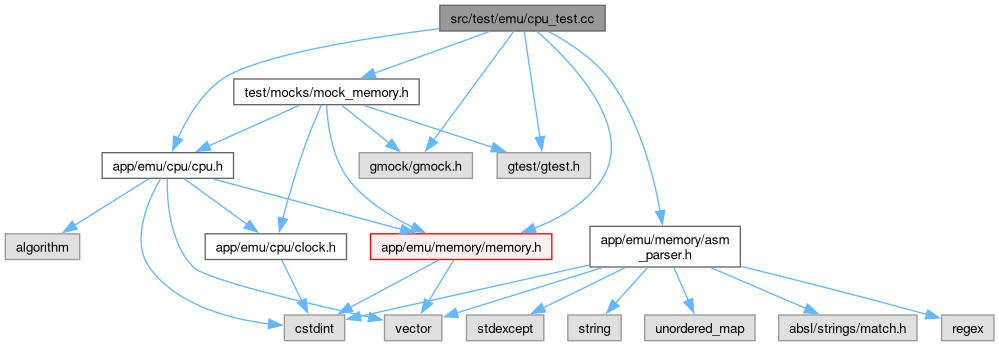 src/test/emu/cpu_test.cc
test/mocks/mock_memory.h
app/emu/cpu/cpu.h
gmock/gmock.h
gtest/gtest.h
algorithm
app/emu/cpu/clock.h
app/emu/memory/memory.h
app/emu/memory/asm
_parser.h
cstdint
vector
stdexcept
string
unordered_map
absl/strings/match.h
regex